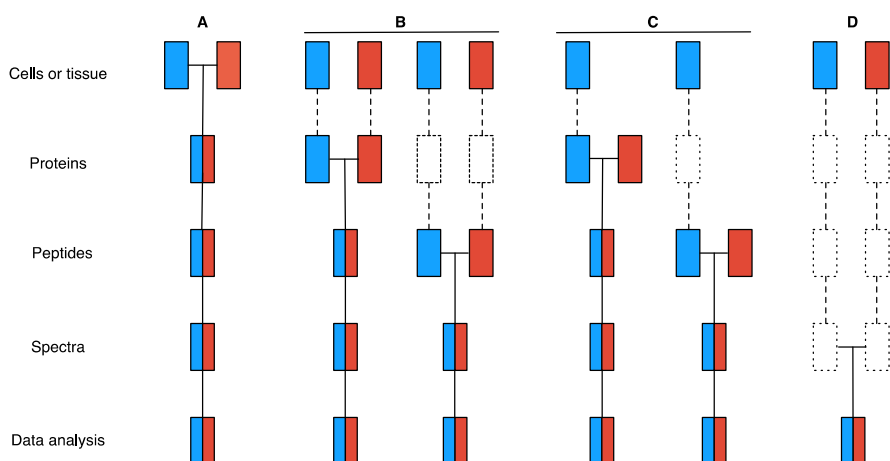 A B C D
Cells or tissue
Proteins
Peptides
Spectra
Data analysis